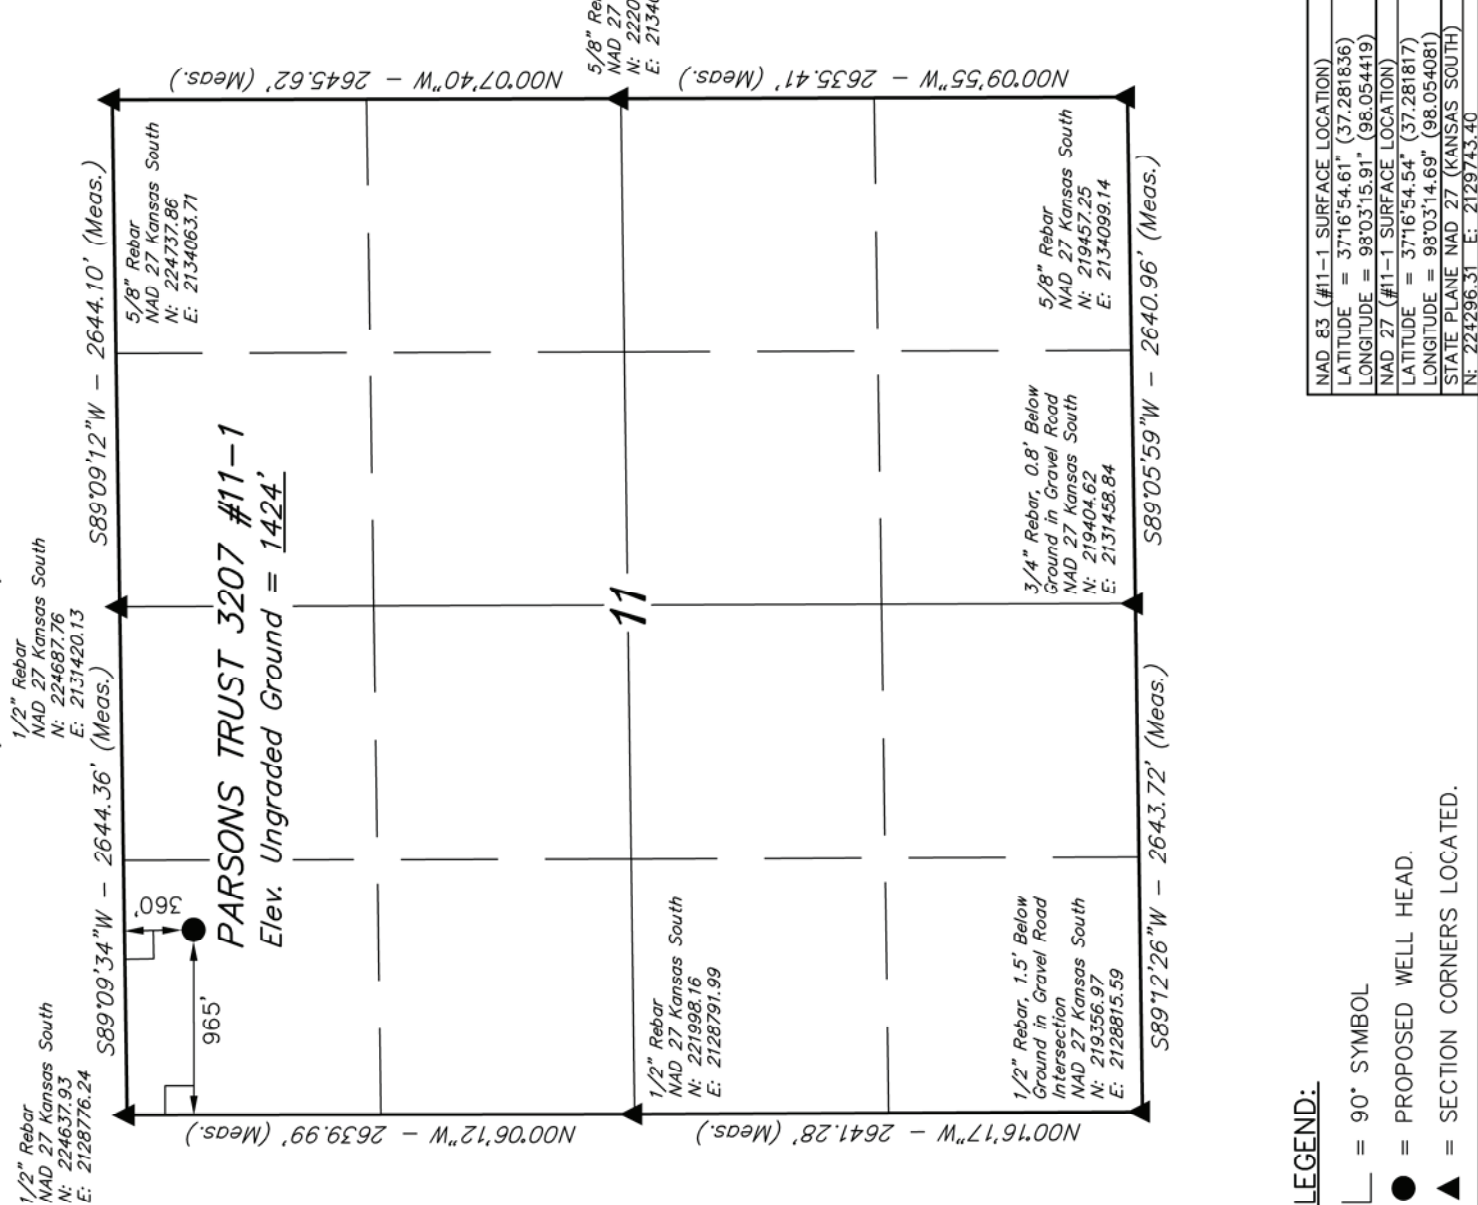 1/2" Rebar
NAD 27 Kansas South
N: 224637.93
E: 2128776.24
1/2" Rebar
NAD 27 Kansas South
N: 224687.76
E: 2131420.13
S89°09'34"W - 2644.36' (Meas.)
S89°09'12"W - 2644.10' (Meas.)
5/8" Rebar
NAD 27 Kansas South
N: 224737.86
E: 2134063.71
360'
965'
PARSONS TRUST 3207 #11-1
Elev. Ungraded Ground = 1424'
N00°06'12"W - 2639.99' (Meas.)
N00°07'40"W - 2645.62' (Meas.)
5/8"
NAD 27
11
1/2" Rebar
NAD 27 Kansas South
N: 221998.16
E: 2128791.99
N00°16'17"W - 2641.28' (Meas.)
N00°09'55"W - 2635.41' (Meas.)
1/2" Rebar, 1.5' Below
Ground in Gravel Road
Intersection
NAD 27 Kansas South
N: 219356.97
E: 2128815.59
3/4" Rebar, 0.8' Below
Ground in Gravel Road
NAD 27 Kansas South
N: 219404.62
E: 2131458.84
5/8" Rebar
NAD 27 Kansas South
N: 219457.25
E: 2134099.14
S89°12'26"W - 2643.72' (Meas.)
S89°05'59"W - 2640.96' (Meas.)
LEGEND:
= 90° SYMBOL
= PROPOSED WELL HEAD.
= SECTION CORNERS LOCATED.
NAD 83 (#11-1 SURFACE LOCATION)
LATITUDE = 37°16'54.61" (37.281836)
LONGITUDE = 98°03'15.91" (98.054419)
NAD 27 (#11-1 SURFACE LOCATION)
LATITUDE = 37°16'54.54" (37.281817)
LONGITUDE = 98°03'14.69" (98.054081)
STATE PLANE NAD 27 (KANSAS SOUTH)
N: 224296.31 E: 2129743.40